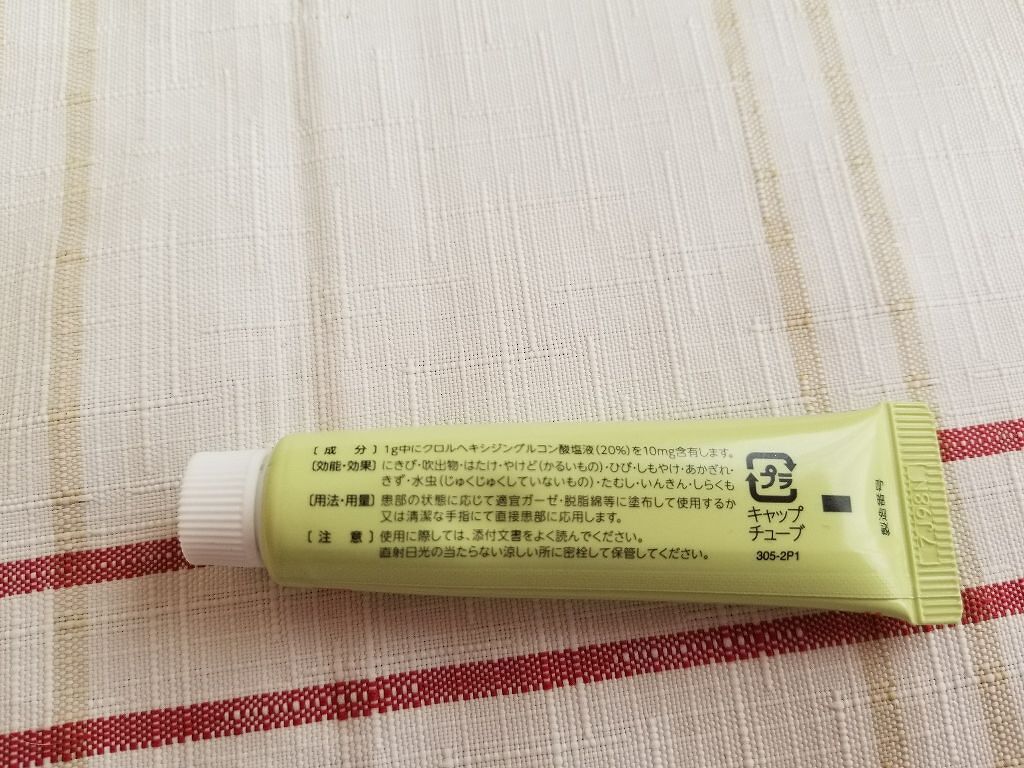 〔成　分〕1g中にクロルヘキシジングルコン酸塩液(20%)を10mg含有します。
〔効能・効果〕にきび・吹出物・はたけ・やけど(かるいもの)・ひび・しもやけ・あかぎれ・
きず・水虫(じゅくじゅくしていないもの)・たむし・いんきん・しらくも
〔用法・用量〕患部の状態に応じて適宜ガーゼ・脱脂綿等に塗布して使用するか
又は清潔な手指にて直接患部に応用します。
〔注　意〕使用に際しては、添付文書をよく読んでください。
直射日光の当たらない涼しい所に密栓して保管してください。
プラ
キャップ
チューブ
305-2P1
製造番号